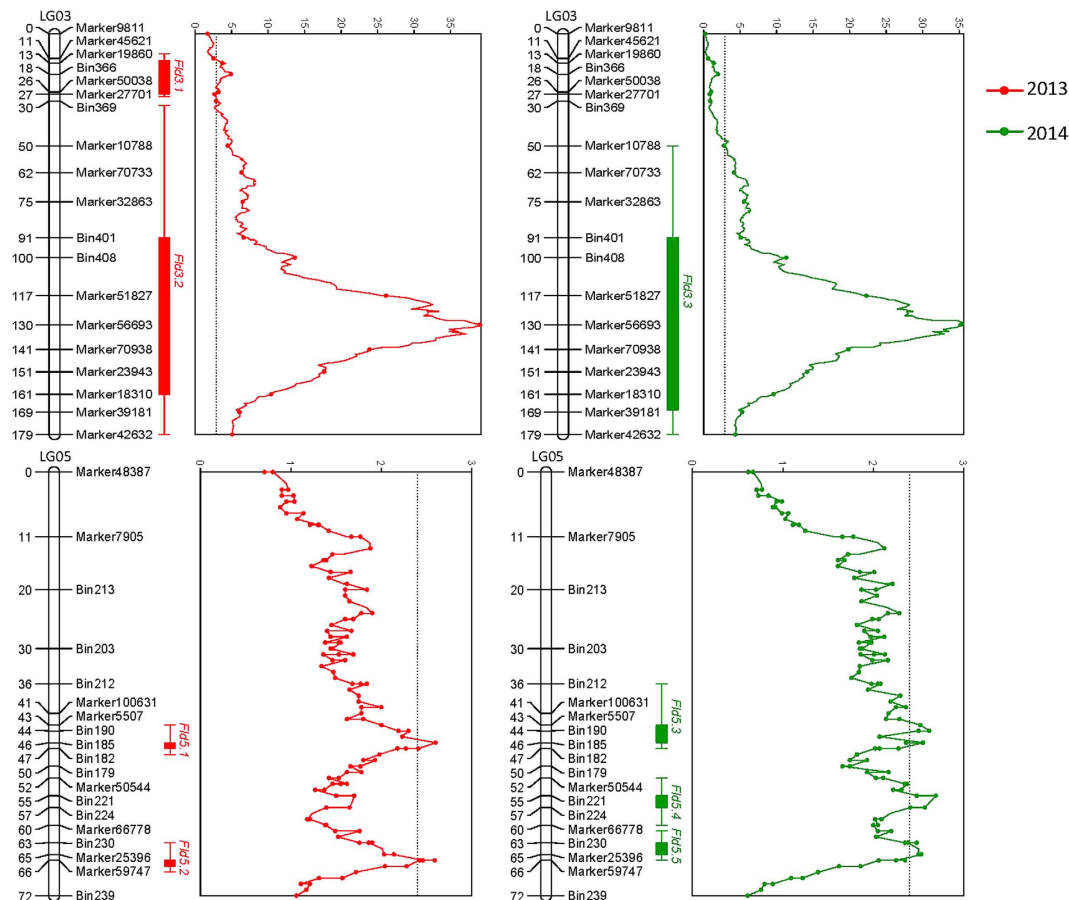 LG03
0 Marker9811
11 Marker45621
13 Marker19860
18 Bin366
26 Marker50038
27 Marker27701
30 Bin369
50 Marker10788
62 Marker70733
75 Marker32863
91 Bin401
100 Bin408
117 Marker51827
130 Marker56693
141 Marker70938
151 Marker23943
161 Marker18310
169 Marker39181
179 Marker42632
Fld3.1
Fld3.2
0 5 10 15 20 25 30 35
LG03
0 Marker9811
11 Marker45621
13 Marker19860
18 Bin366
26 Marker50038
27 Marker27701
30 Bin369
50 Marker10788
62 Marker70733
75 Marker32863
91 Bin401
100 Bin408
117 Marker51827
130 Marker56693
141 Marker70938
151 Marker23943
161 Marker18310
169 Marker39181
179 Marker42632
Fld3.3
0 5 10 15 20 25 30 35
2013
2014
LG05
0 Marker48387
11 Marker7905
20 Bin213
30 Bin203
36 Bin212
41 Marker100631
43 Marker5507
44 Bin190
46 Bin185
47 Bin182
50 Bin179
52 Marker50544
55 Bin221
57 Bin224
60 Marker66778
63 Bin230
65 Marker25396
66 Marker59747
72 Bin239
Fld5.1
Fld5.2
0 1 2 3
LG05
0 Marker48387
11 Marker7905
20 Bin213
30 Bin203
36 Bin212
41 Marker100631
43 Marker5507
44 Bin190
46 Bin185
47 Bin182
50 Bin179
52 Marker50544
55 Bin221
57 Bin224
60 Marker66778
63 Bin230
65 Marker25396
66 Marker59747
72 Bin239
Fld5.3
Fld5.4
Fld5.5
0 1 2 3